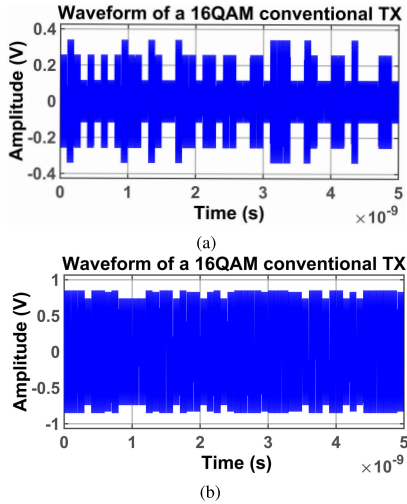 Waveform of a 16QAM conventional TX
0.4
0.2
0
-0.2
-0.4
Amplitude (V)
0 1 2 3 4 5
Time (s)
×10⁻⁹
(a)
Waveform of a 16QAM conventional TX
1
0.5
0
-0.5
-1
Amplitude (V)
0 1 2 3 4 5
Time (s)
×10⁻⁹
(b)